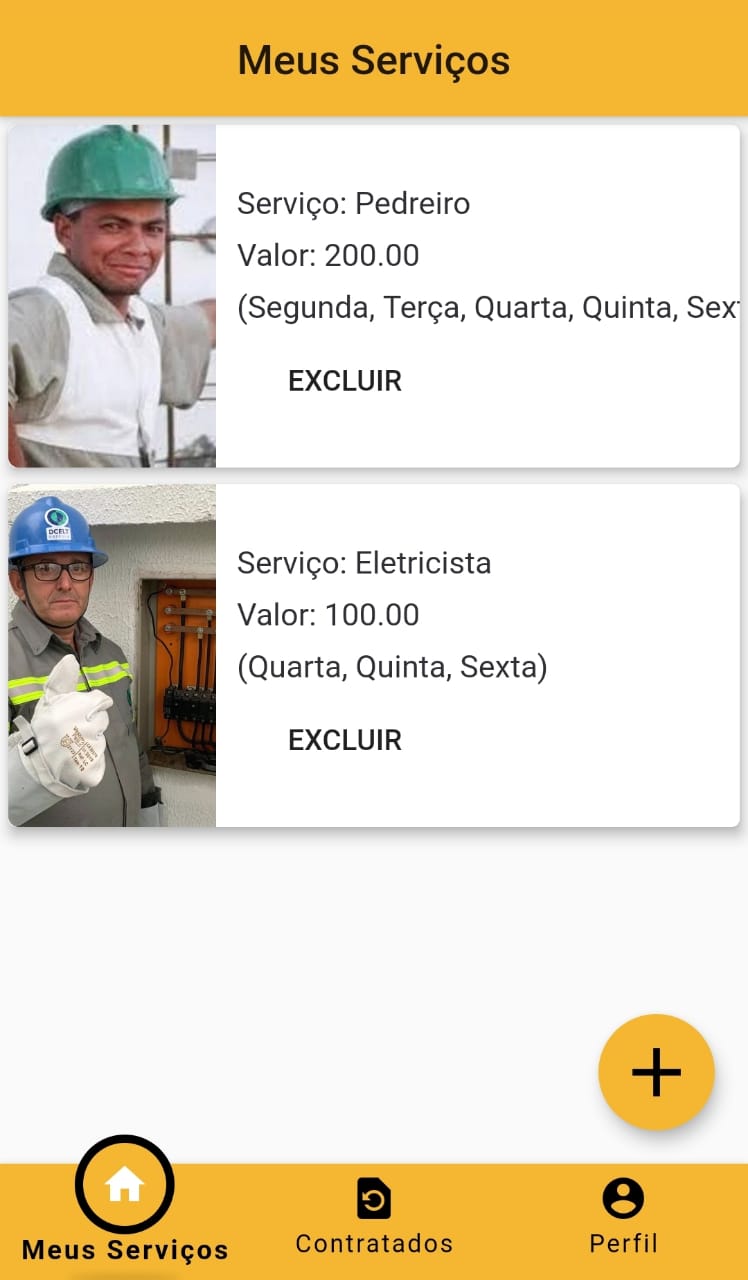 Meus Serviços
Serviço: Pedreiro
Valor: 200.00
(Segunda, Terça, Quarta, Quinta, Sex
EXCLUIR
DCELT
Serviço: Eletricista
Valor: 100.00
(Quarta, Quinta, Sexta)
EXCLUIR
Meus Serviços
Contratados
Perfil